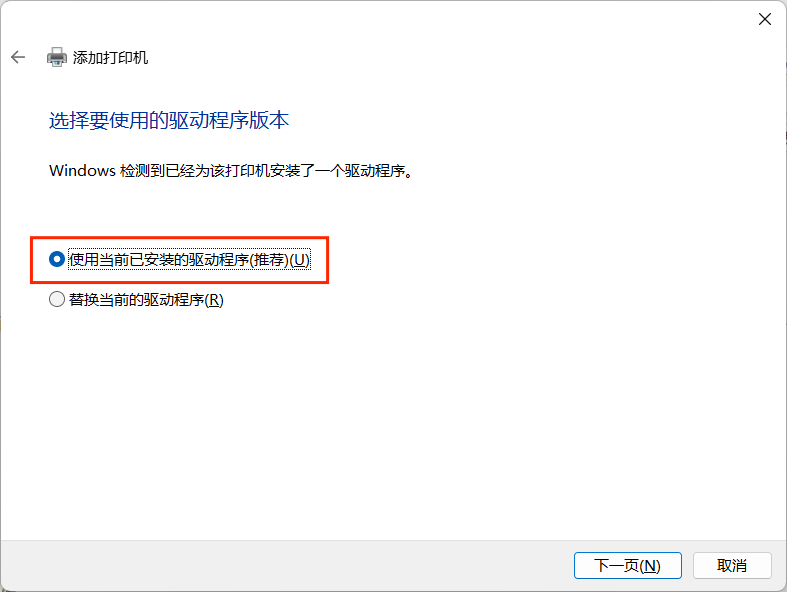 添加打印机
选择要使用的驱动程序版本
Windows 检测到已经为该打印机安装了一个驱动程序。
使用当前已安装的驱动程序(推荐)(U)
替换当前的驱动程序(R)
下一页(N)
取消